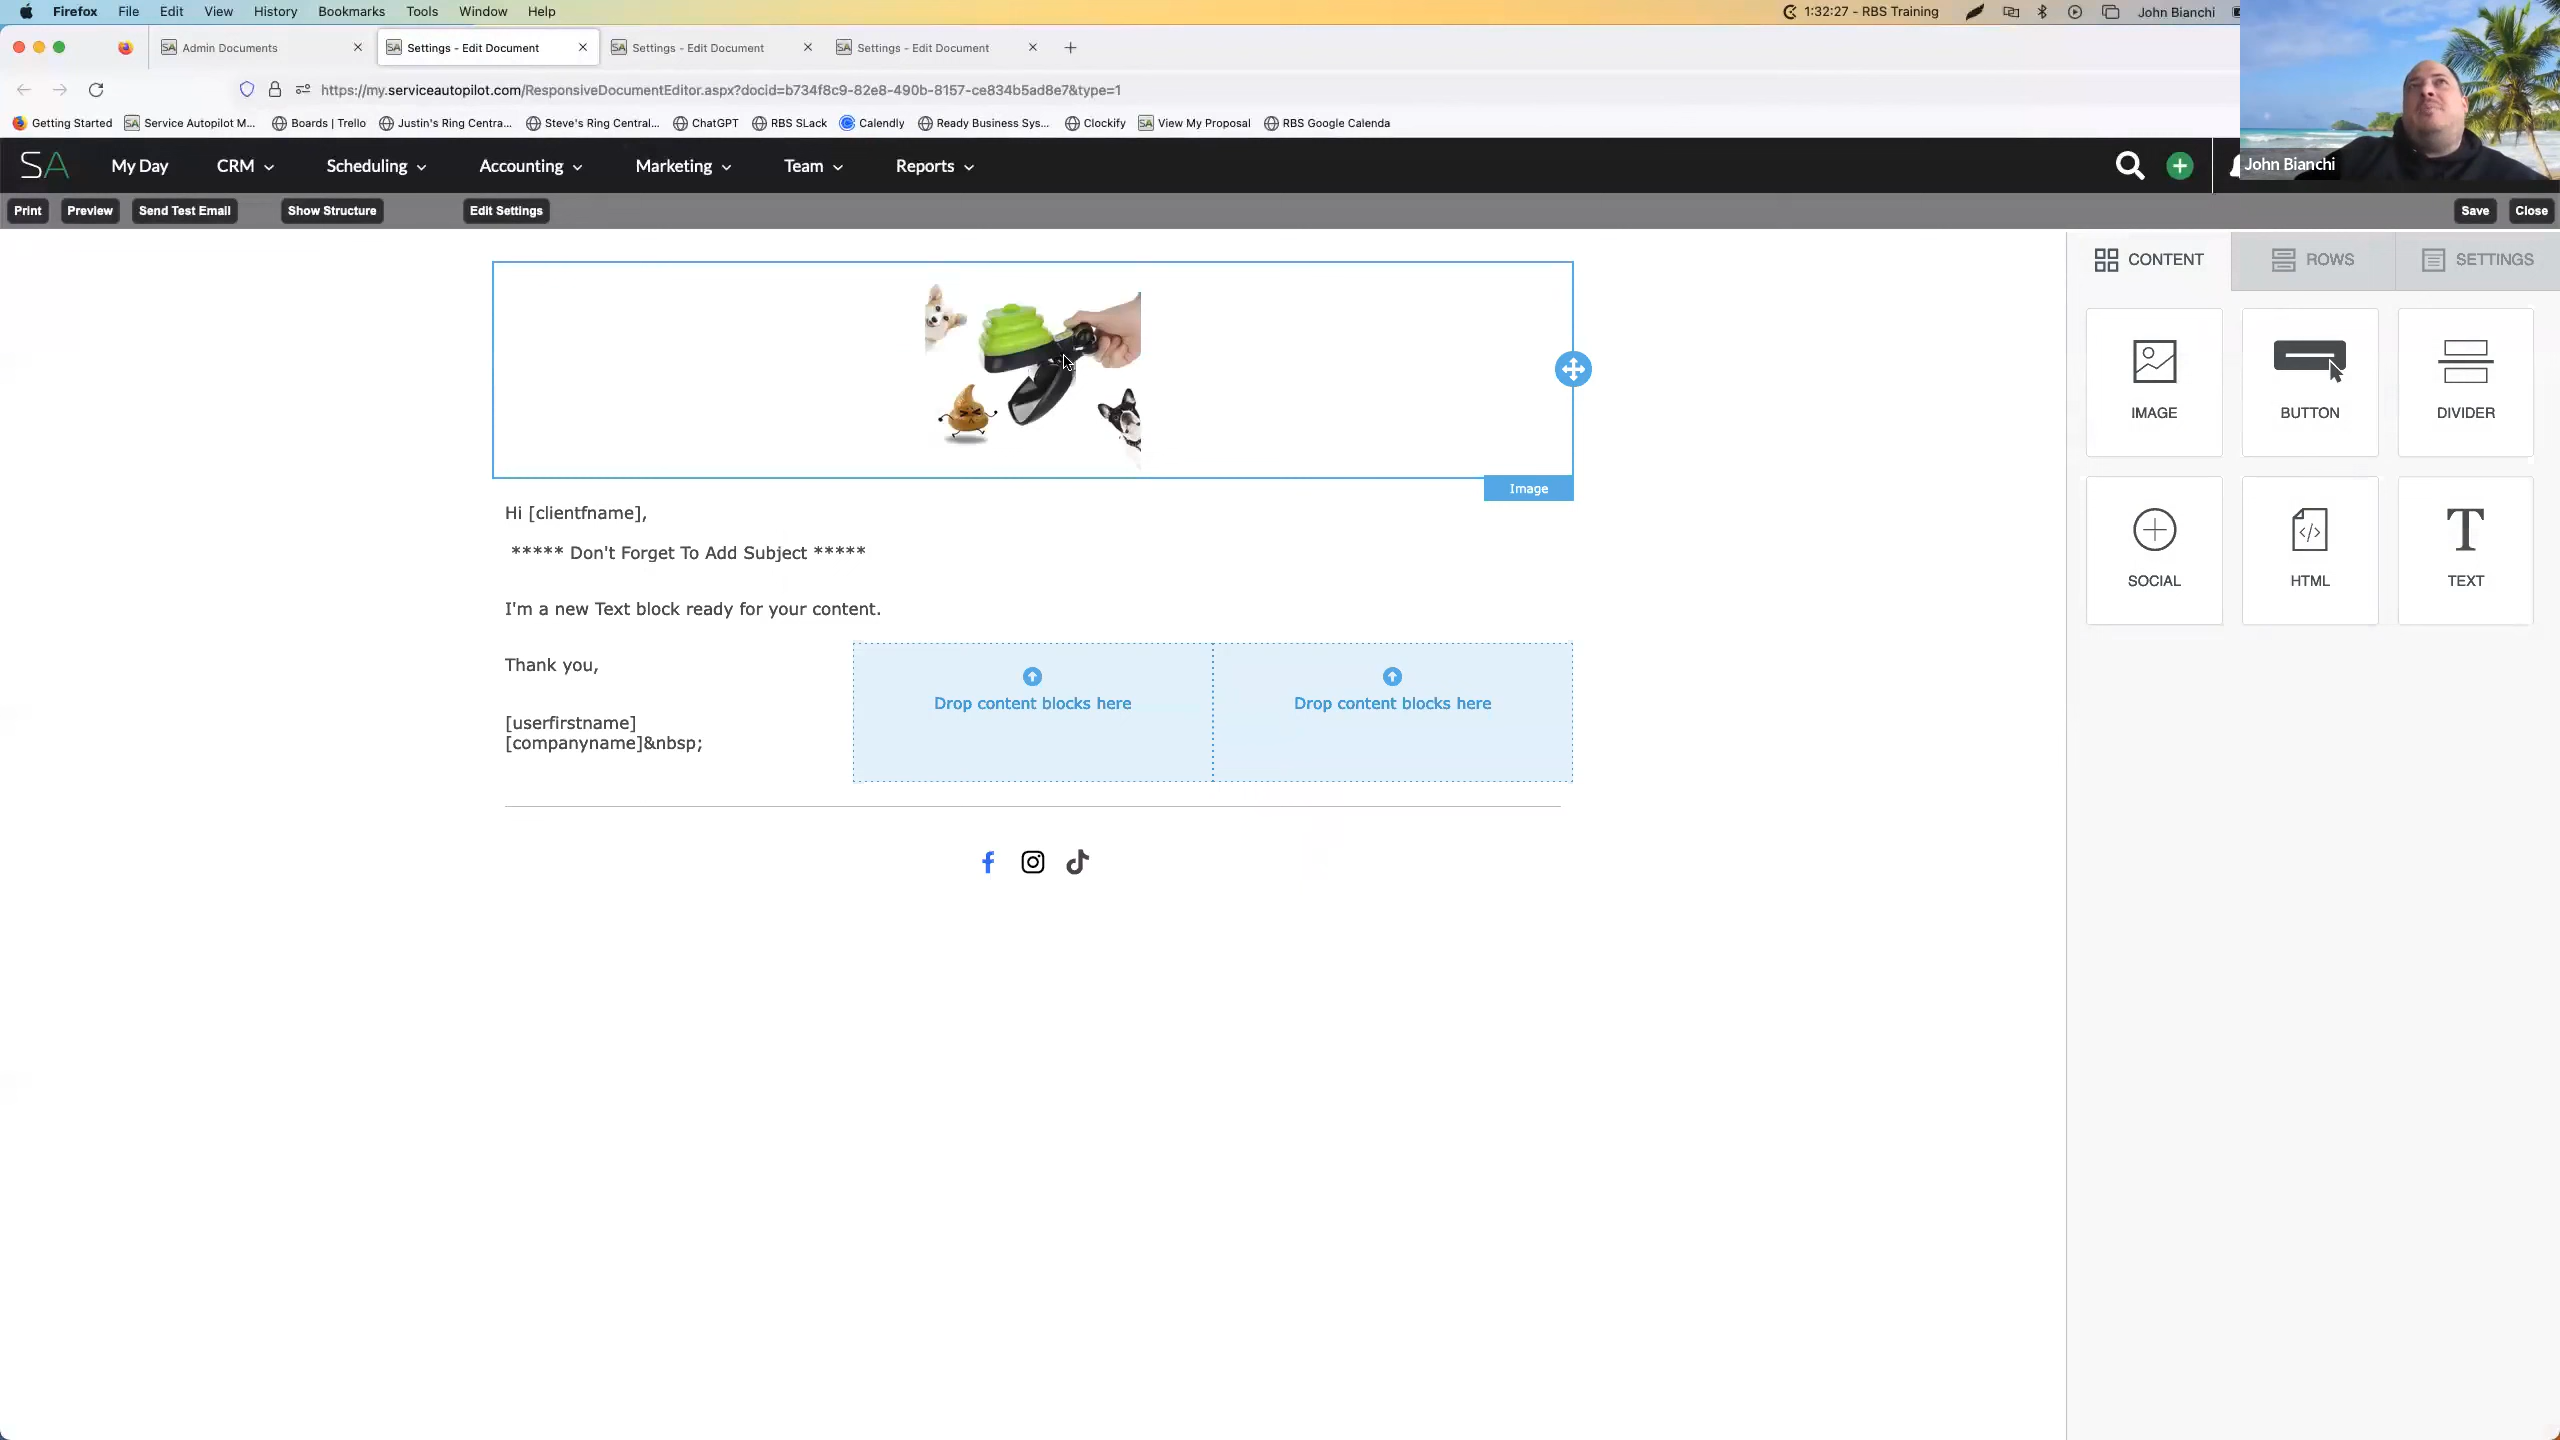 Firefox File Edit View History Bookmarks Tools Window Help 1:32:27 - RBS Training John Bianchi
Admin Documents Settings - Edit Document Settings - Edit Document Settings - Edit Document
https://my.serviceautopilot.com/ResponsiveDocumentEditor.aspx?docid=b734f8c9-82e8-490b-8157-ce834b5ad8e7&type=1
Getting Started Service Autopilot M... Boards | Trello Justin's Ring Centra... Steve's Ring Central... ChatGPT RBS SLack Calendly Ready Business Sys... Clockify View My Proposal RBS Google Calenda
SA My Day CRM Scheduling Accounting Marketing Team Reports
John Bianchi
Print Preview Send Test Email Show Structure Edit Settings Save Close
CONTENT ROWS SETTINGS
IMAGE BUTTON DIVIDER
SOCIAL HTML TEXT
Image
Hi [clientfname],
***** Don't Forget To Add Subject *****
I'm a new Text block ready for your content.
Thank you,
Drop content blocks here Drop content blocks here
[userfirstname]
[companyname]&nbsp;